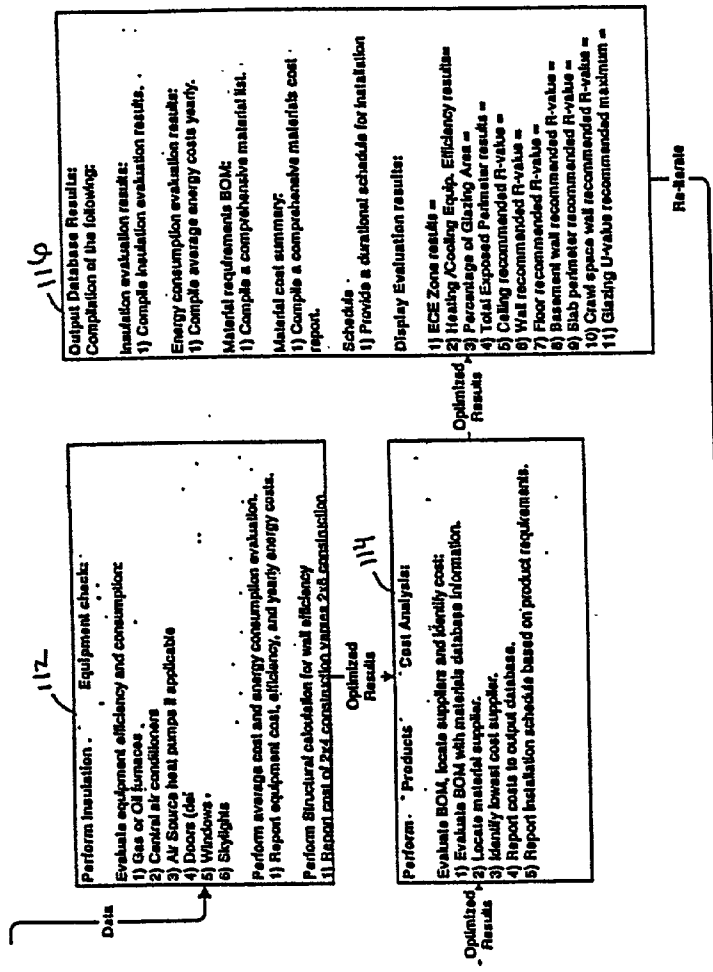 112
Perform Insulation. Equipment check:
Evaluate equipment efficiency and consumption:
1) Gas or Oil furnaces
2) Central air conditioners
3) Air Source heat pumps if applicable
4) Doors (del
5) Windows
6) Skylights
Perform average cost and energy consumption evaluation.
1) Report equipment cost, efficiency, and yearly energy costs.
Perform Structural calculation for wall efficiency
1) Report cost of 2x4 construction verses 2x6 construction
Data
Optimized
Results
114
Perform. Products Cost Analysis:
Evaluate BOM, locate suppliers and identify cost:
1) Evaluate BOM with materials database information.
2) Locate material supplier.
3) Identify lowest cost supplier.
4) Report costs to output database.
5) Report installation schedule based on product requirements.
Optimized
Results
Optimized
Results
116
Output Database Results:
Compilation of the following:
Insulation evaluation results:
1) Compile insulation evaluation results.
Energy consumption evaluation results:
1) Compile average energy costs yearly.
Material requirements BOM:
1) Compile a comprehensive material list.
Material cost summary:
1) Compile a comprehensive materials cost
report.
Schedule
1) Provide a durational schedule for installation
Display Evaluation results:
1) ECE Zone results =
2) Heating /Cooling Equip. Efficiency results=
3) Percentage of Glazing Area =
4) Total Exposed Perimeter results =
5) Ceiling recommended R-value =
6) Wall recommended R-value =
7) Floor recommended R-value =
8) Basement wall recommended R-value =
9) Slab perimeter recommended R-value =
10) Crawl space wall recommended R-value =
11) Glazing U-value recommended maximum =
Re-Iterate